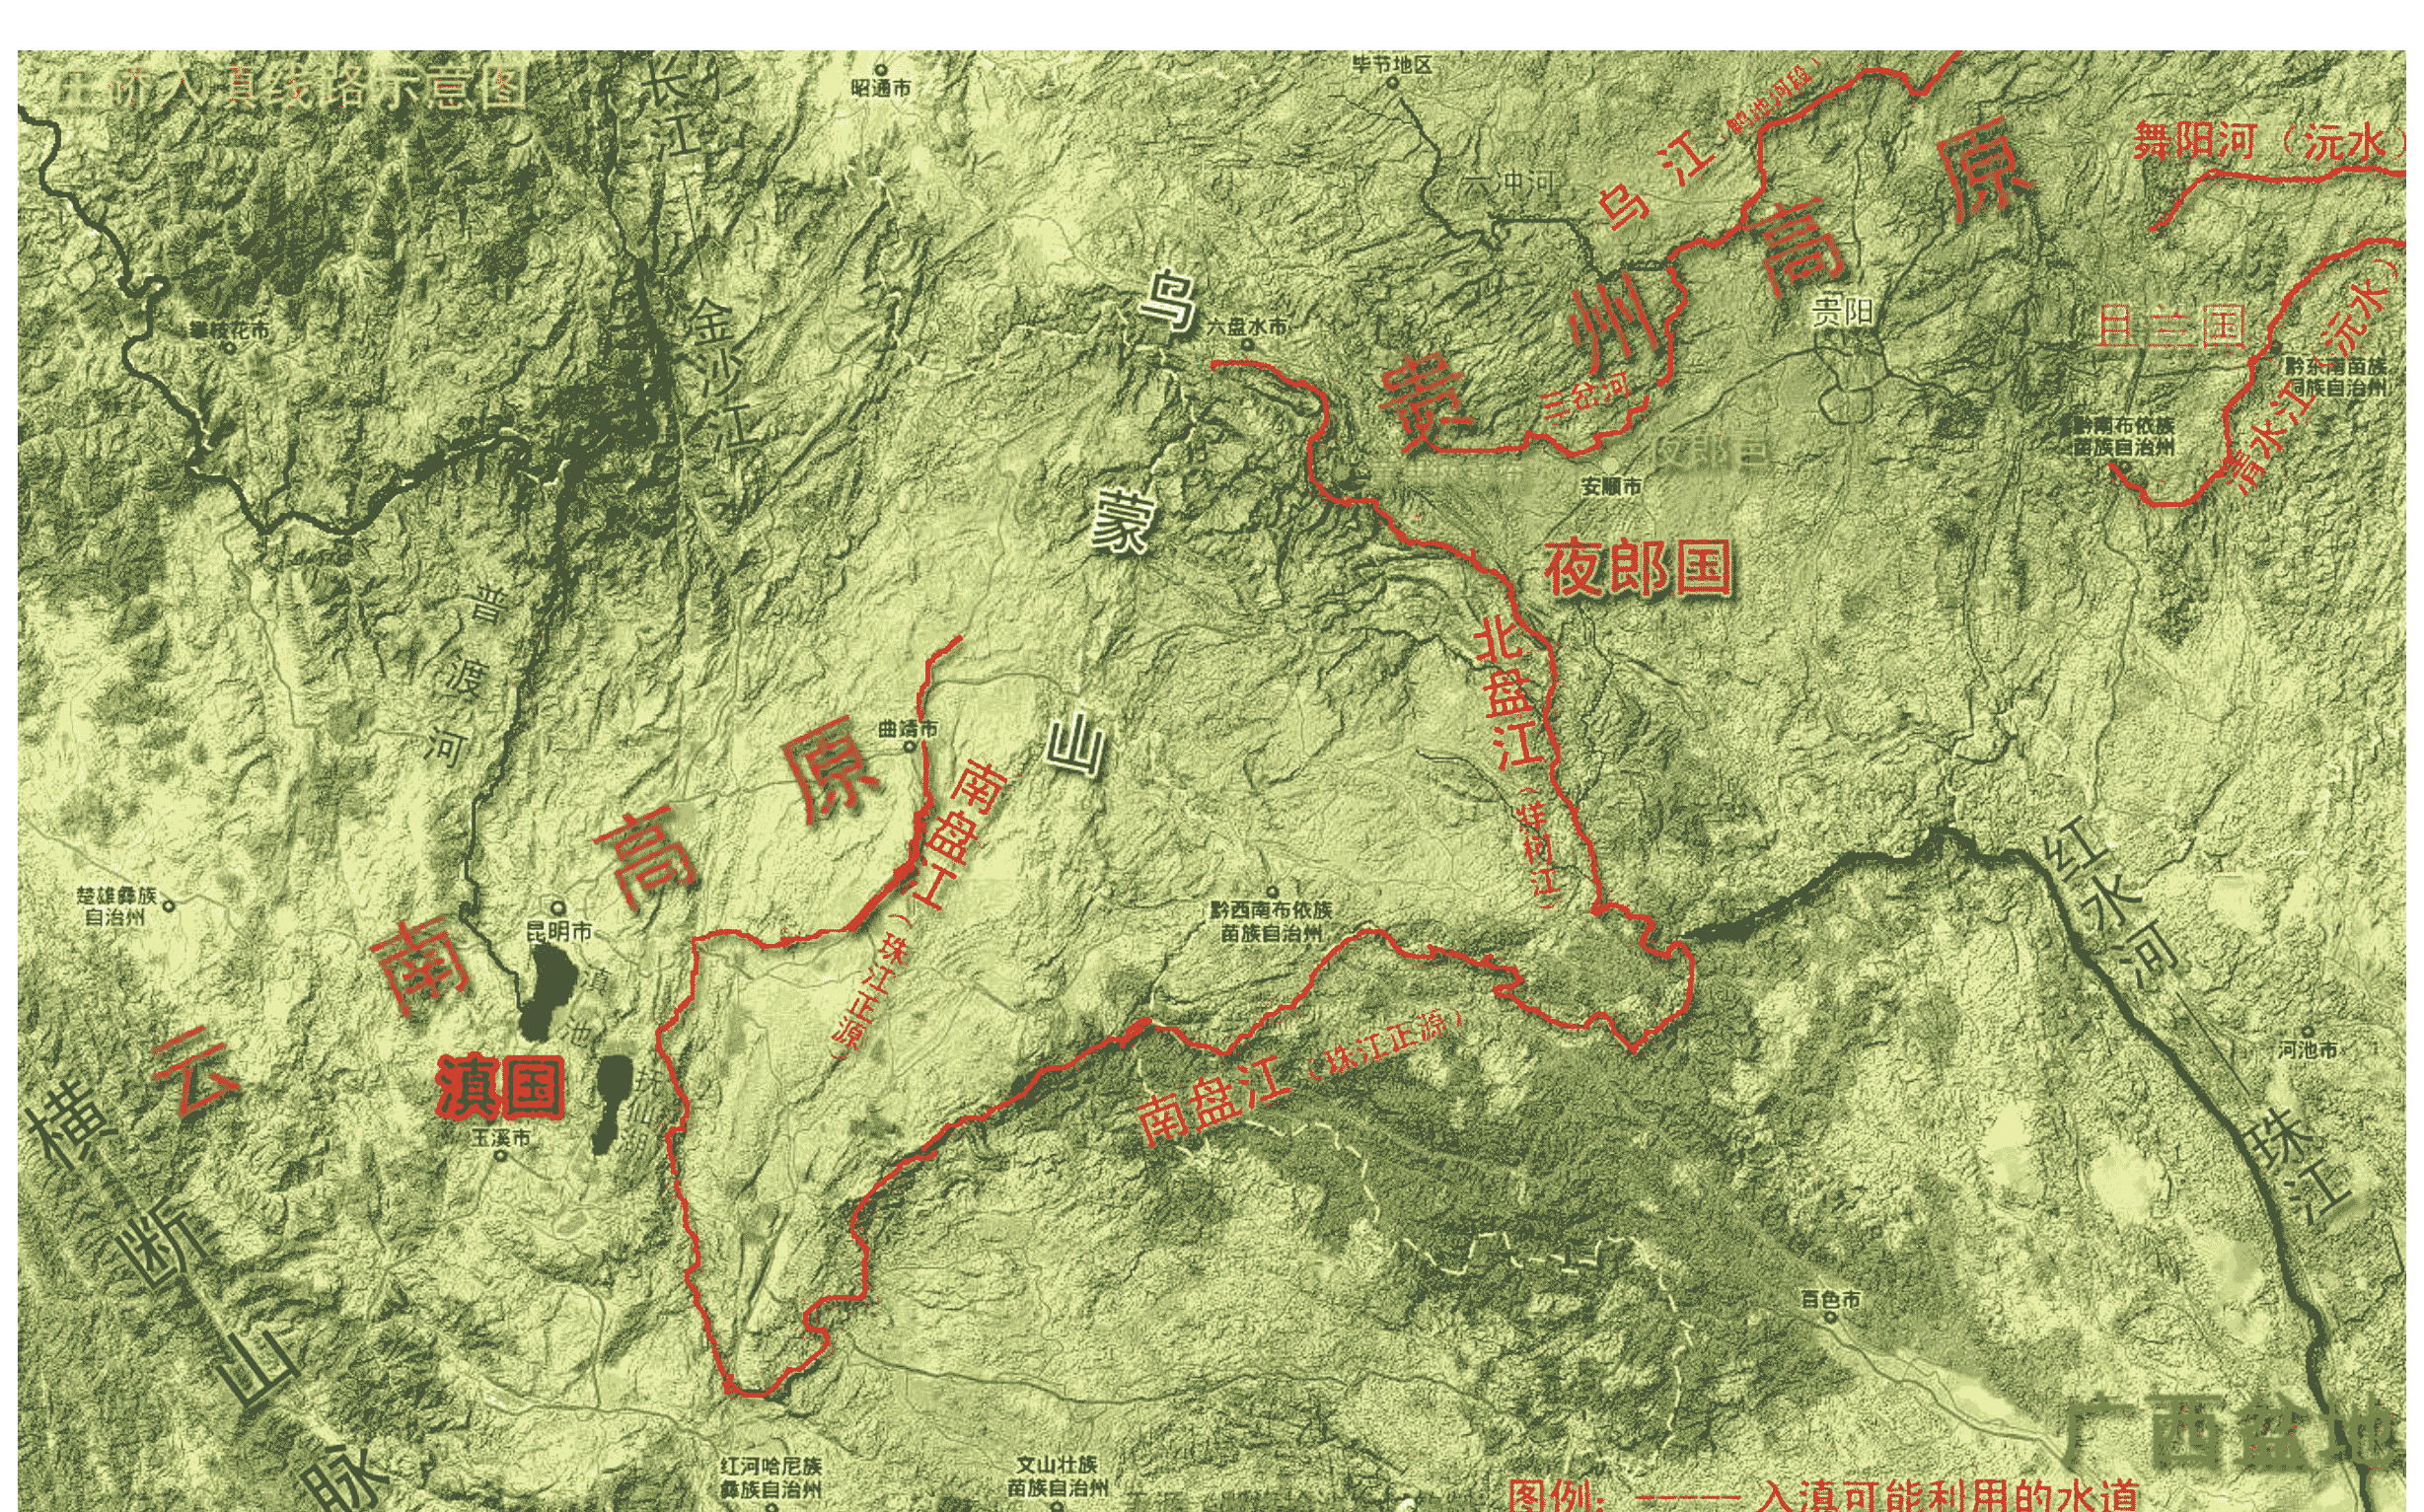 庄蹻入滇线路示意图
昭通市
毕节地区
长江
金沙江
六冲河
乌江（鸭池河段）
舞阳河（沅水）
且兰国
清水江（沅水）
黔东南苗族
侗族自治州
黔南布依族
苗族自治州
贵州高原
贵阳
三岔河
夜郎邑
安顺市
夜郎国
攀枝花市
六盘水市
乌蒙山
普渡河
北盘江（牂柯江）
曲靖市
南盘江（珠江正源）
云南高原
楚雄彝族
自治州
昆明市
滇池
滇国
抚仙湖
玉溪市
黔西南布依族
苗族自治州
南盘江（珠江正源）
红水河
珠江
河池市
百色市
横断山脉
广西盆地
红河哈尼族
彝族自治州
文山壮族
苗族自治州
图例：----- 入滇可能利用的水道